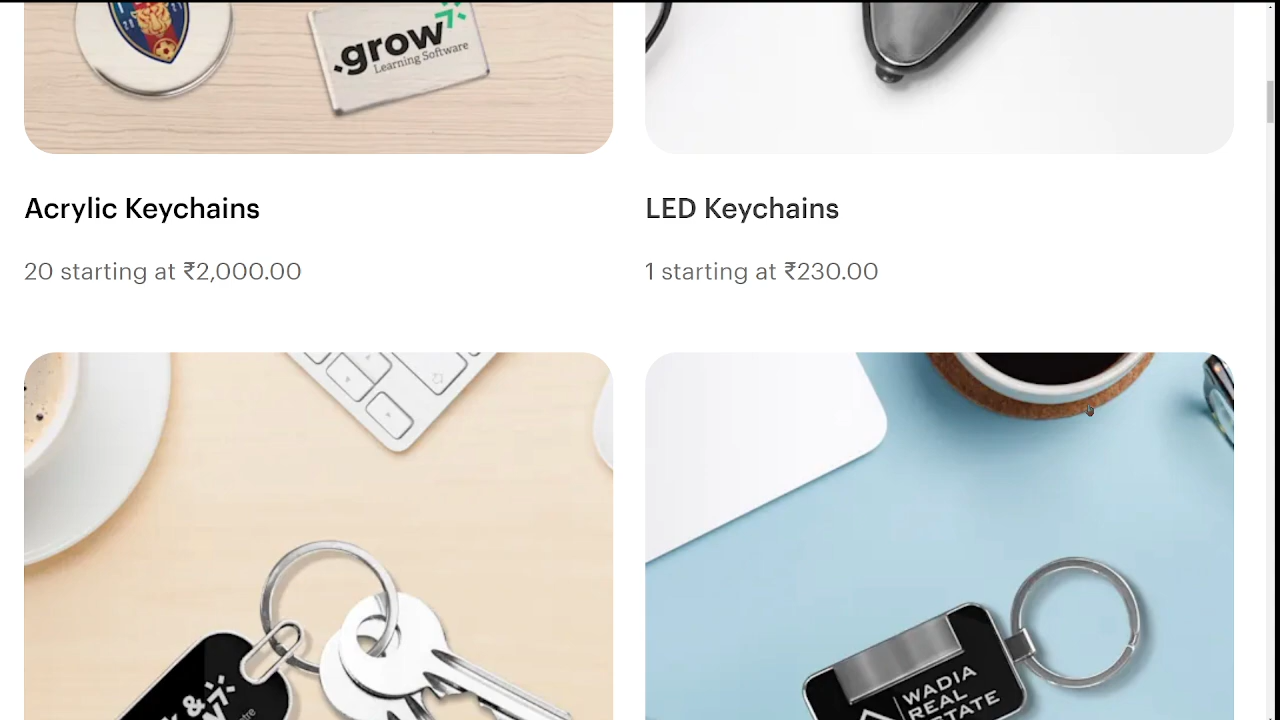 .grow
Learning Software
Acrylic Keychains
LED Keychains
20 starting at ₹2,000.00
1 starting at ₹230.00
WADIA
REAL
ESTATE